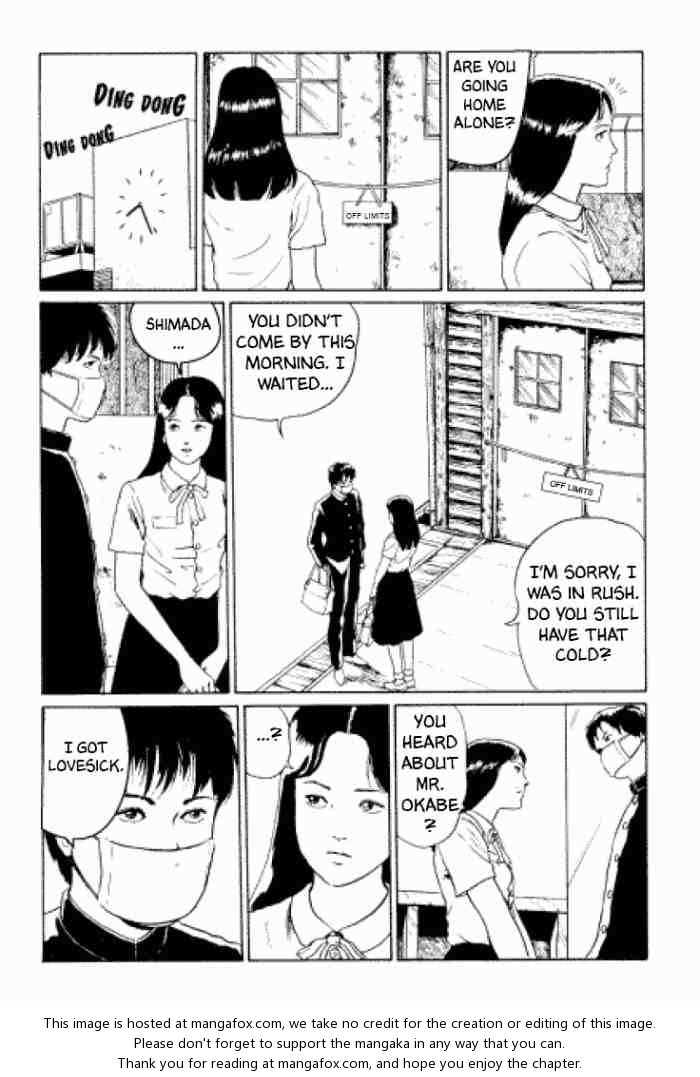 DING DONG
DING DONG
OFF LIMITS
ARE YOU
GOING
HOME
ALONE?
SHIMADA
...
YOU DIDN'T
COME BY THIS
MORNING. I
WAITED...
OFF LIMITS
I'M SORRY, I
WAS IN RUSH.
DO YOU STILL
HAVE THAT
COLD?
I GOT
LOVESICK.
...?
YOU
HEARD
ABOUT
MR.
OKABE
?
This image is hosted at mangafox.com, we take no credit for the creation or editing of this image.
Please don't forget to support the mangaka in any way that you can.
Thank you for reading at mangafox.com, and hope you enjoy the chapter.